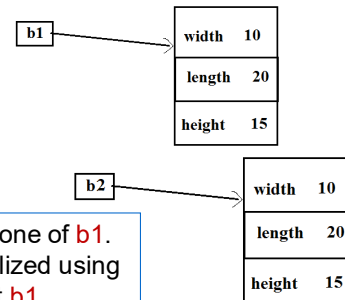 b1
width 10
length 20
height 15
b2
width 10
length 20
height 15
one of b1.
lized using
b1